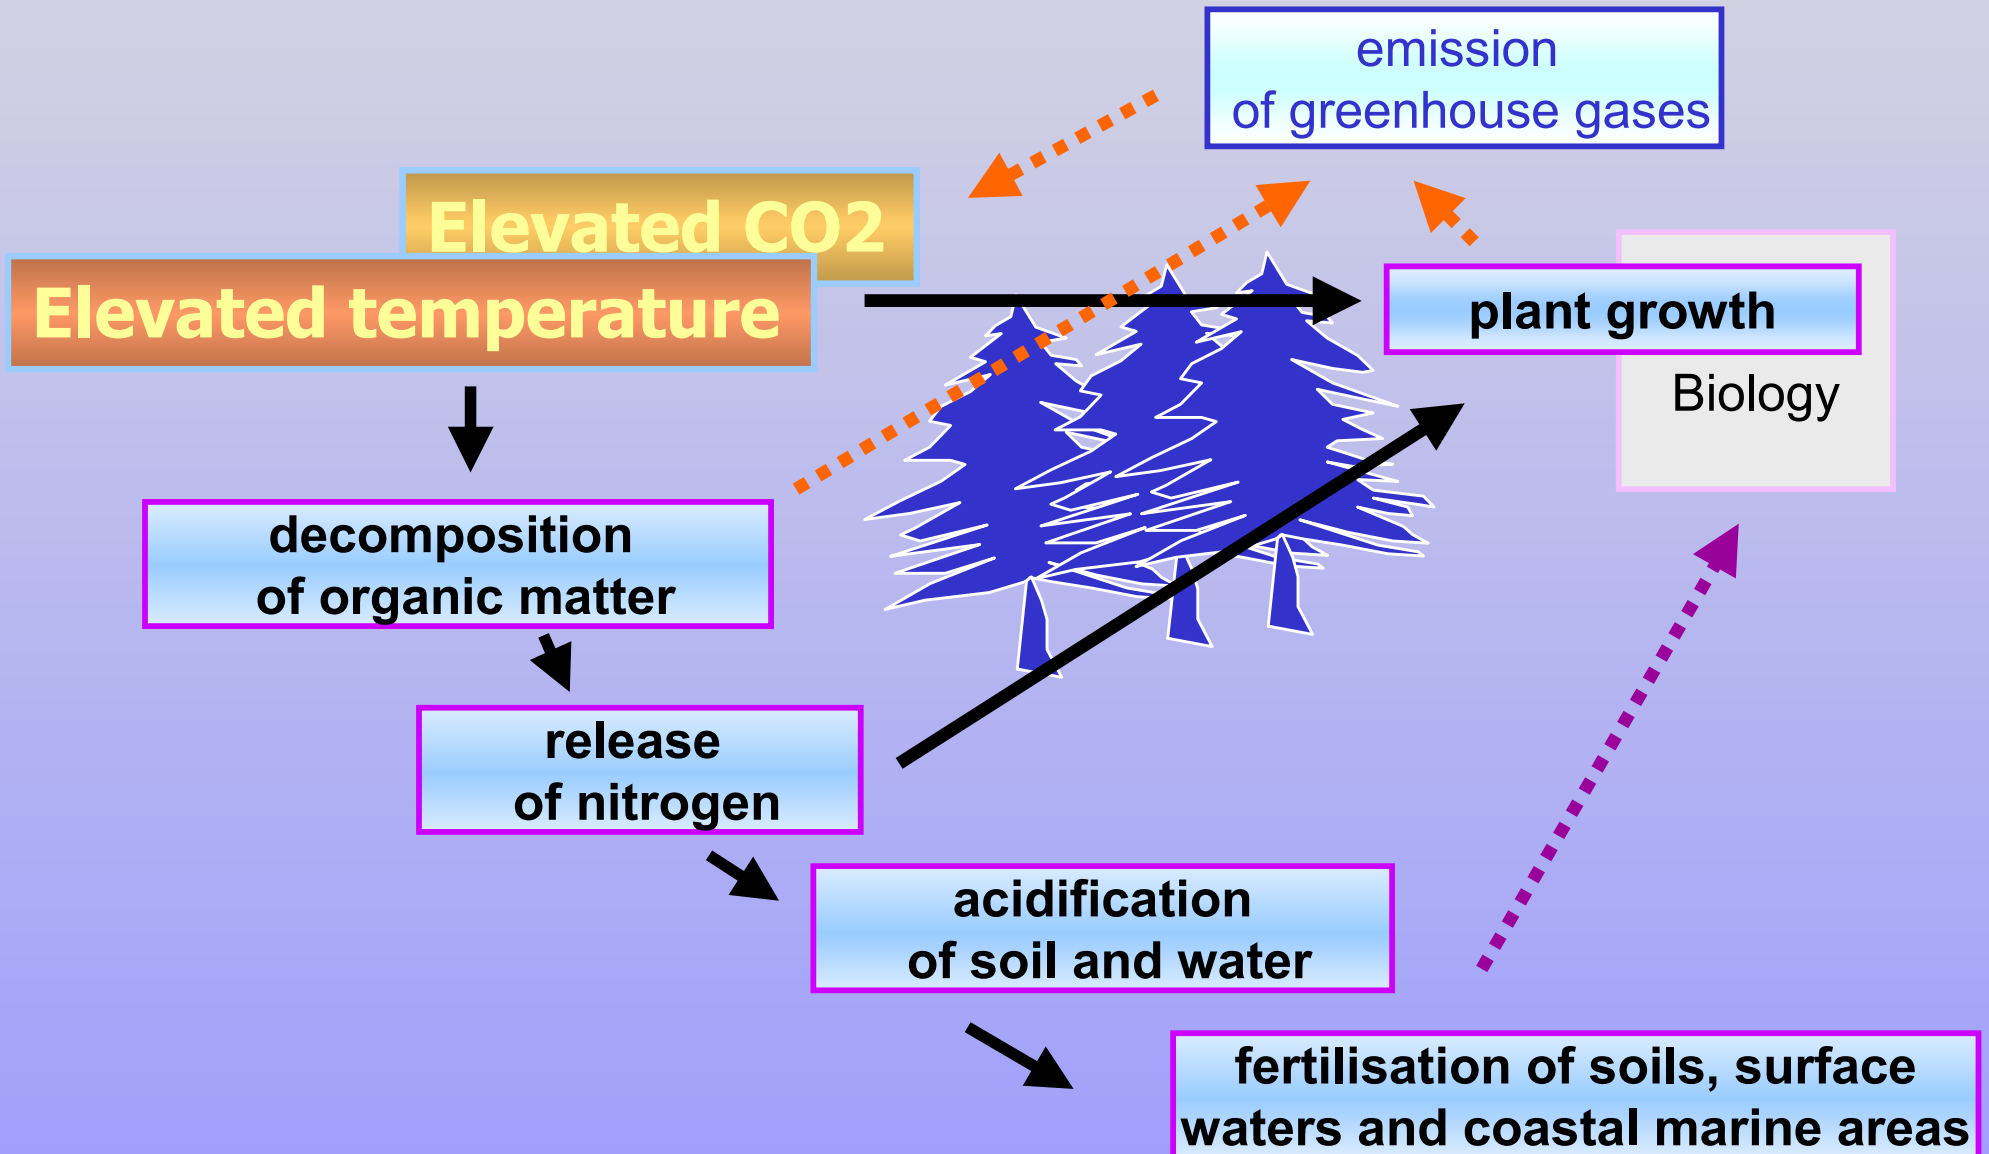 emission
of greenhouse gases
Elevated CO2
Elevated temperature
plant growth
Biology
decomposition
of organic matter
release
of nitrogen
acidification
of soil and water
fertilisation of soils, surface
waters and coastal marine areas